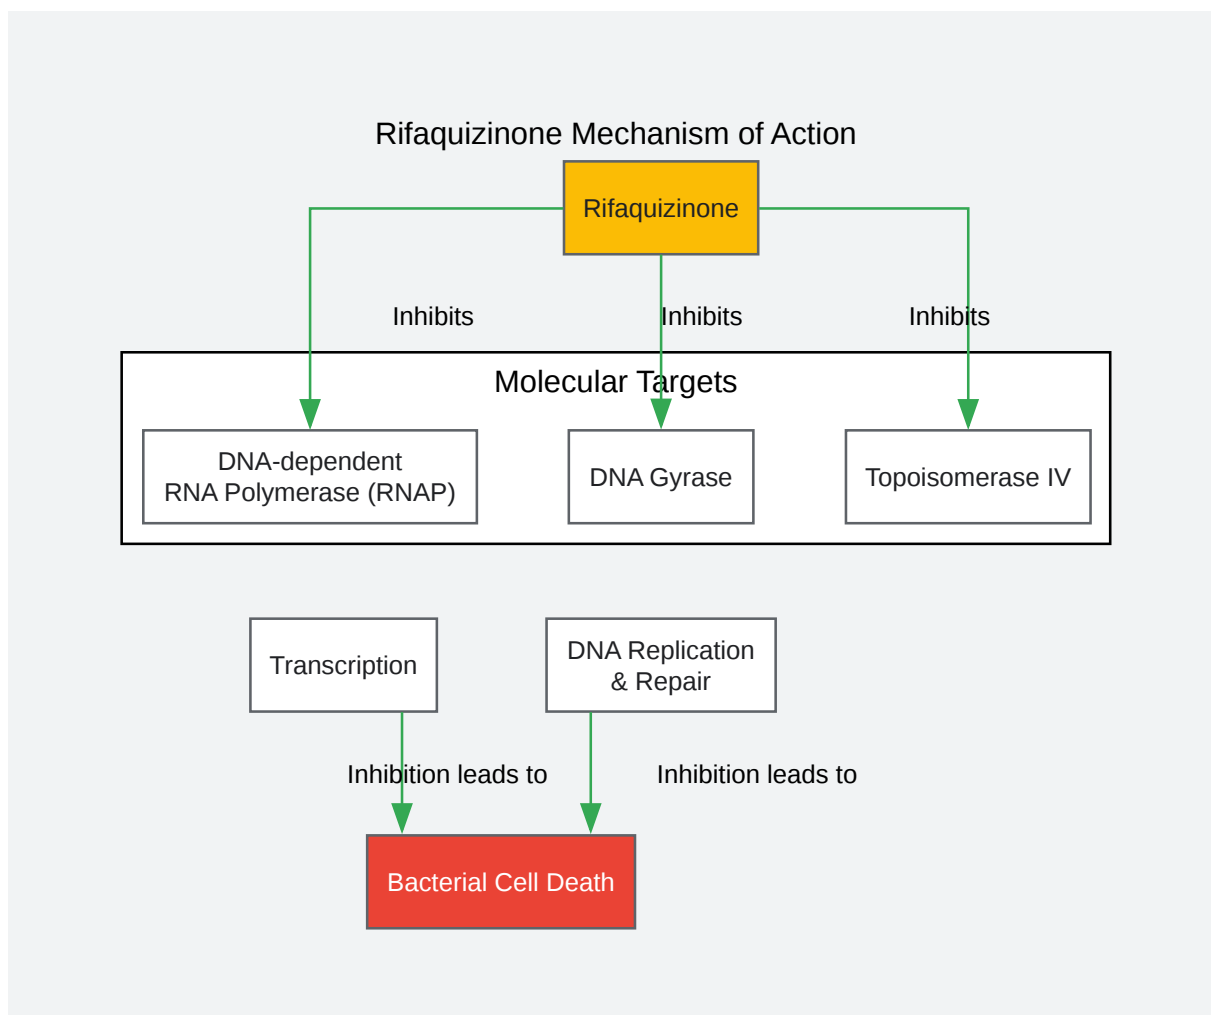 Rifaquizinone Mechanism of Action
Rifaquizinone
Inhibits
Inhibits
Inhibits
Molecular Targets
DNA-dependent
RNA Polymerase (RNAP)
DNA Gyrase
Topoisomerase IV
Transcription
DNA Replication
& Repair
Inhibition leads to
Inhibition leads to
Bacterial Cell Death